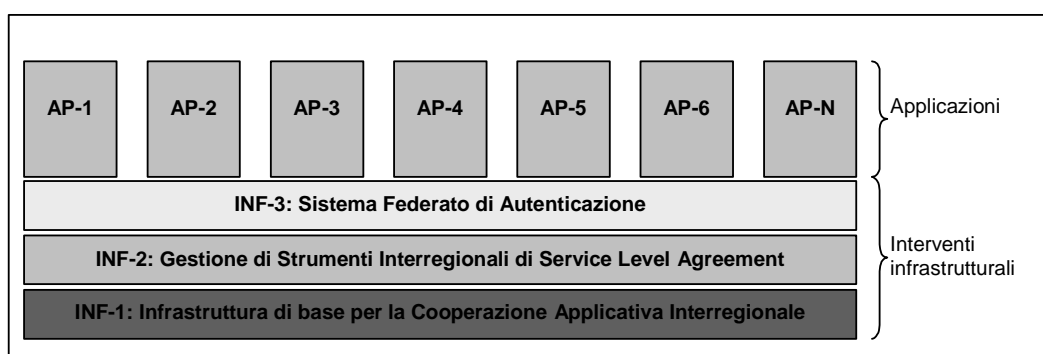 AP-1 AP-2 AP-3 AP-4 AP-5 AP-6 AP-N
Applicazioni
INF-3: Sistema Federato di Autenticazione
INF-2: Gestione di Strumenti Interregionali di Service Level Agreement
INF-1: Infrastruttura di base per la Cooperazione Applicativa Interregionale
Interventi
infrastrutturali